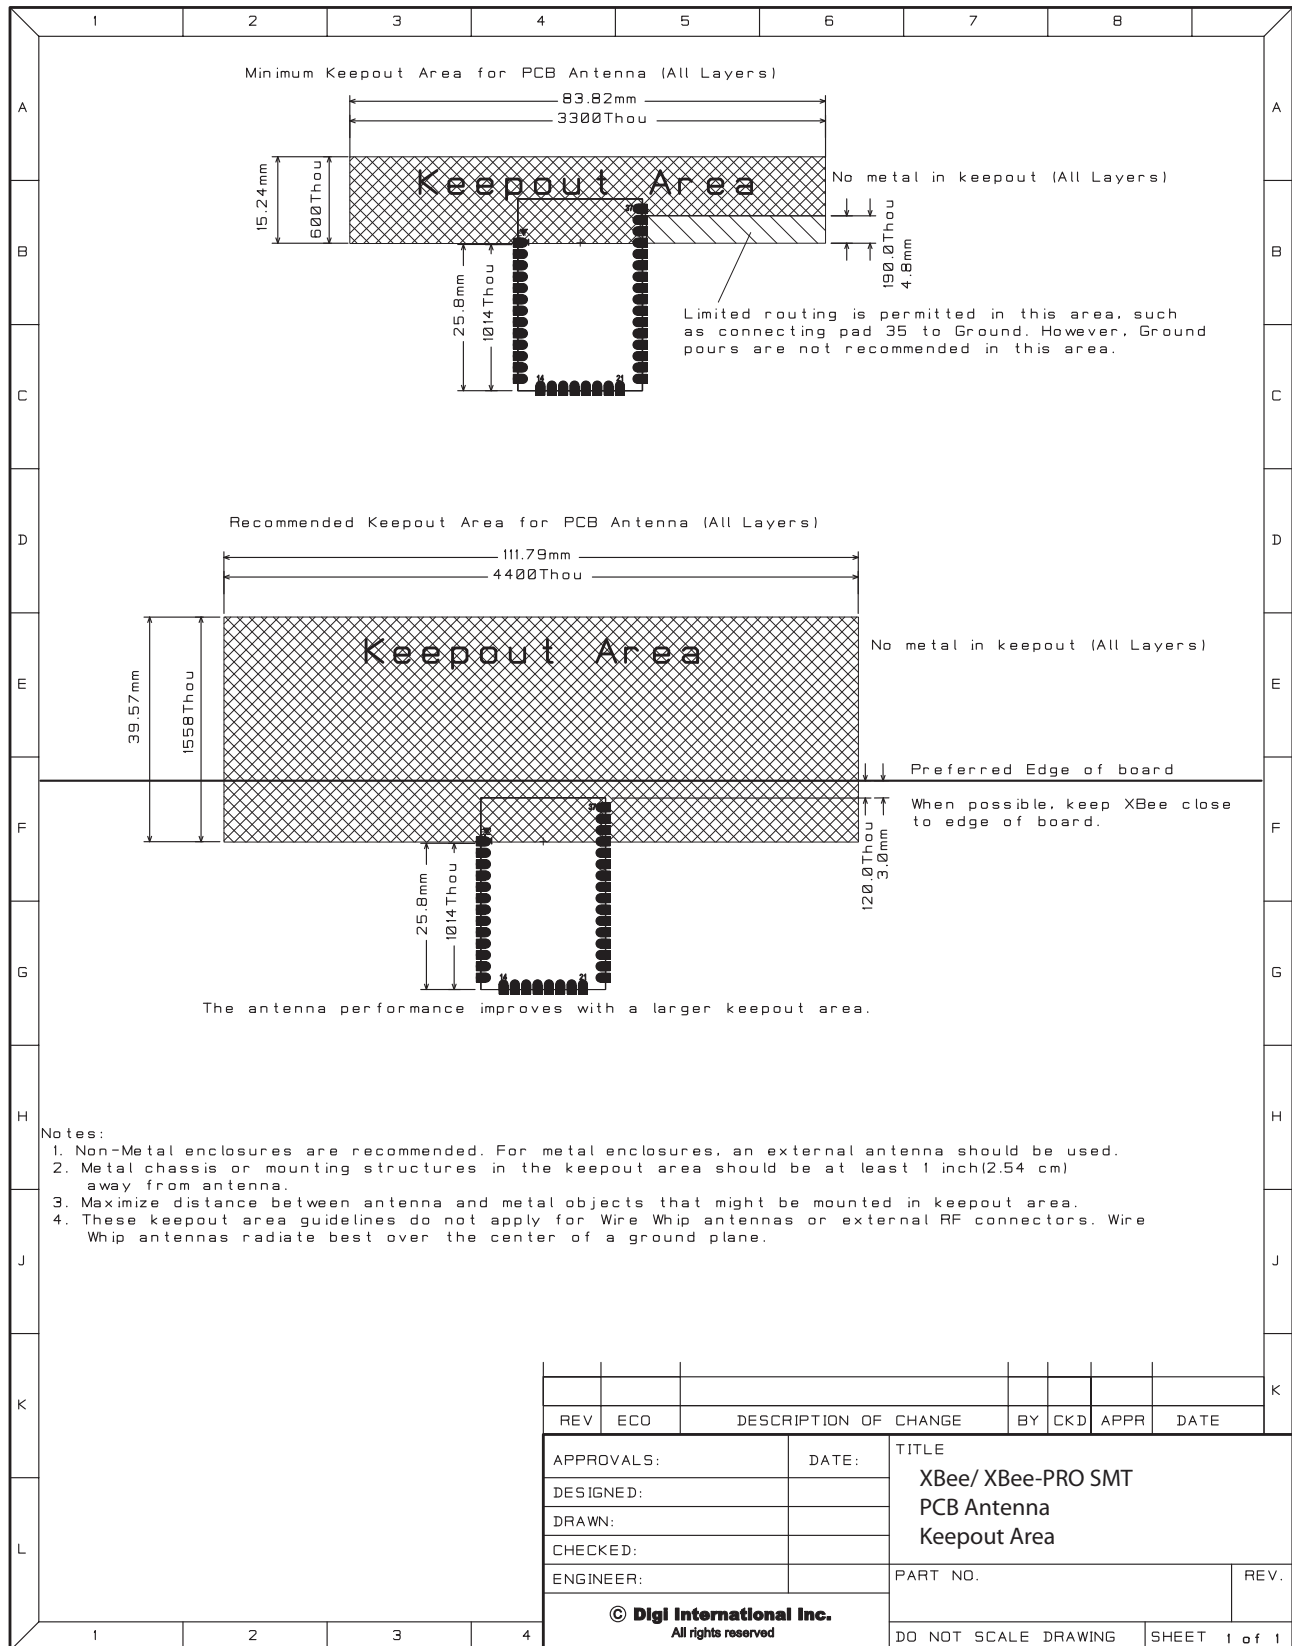 1 2 3 4 5 6 7 8
A
B
C
D
E
F
G
H
J
K
L
A
B
C
D
E
F
G
H
J
K
Minimum Keepout Area for PCB Antenna (All Layers)
83.82mm
3300Thou
15.24mm
600Thou
Keepout Area
No metal in keepout (All Layers)
37
190.0Thou
4.8mm
25.8mm
1014Thou
14 21
Limited routing is permitted in this area, such
as connecting pad 35 to Ground. However, Ground
pours are not recommended in this area.
Recommended Keepout Area for PCB Antenna (All Layers)
111.79mm
4400Thou
39.57mm
1558Thou
Keepout Area
No metal in keepout (All Layers)
Preferred Edge of board
When possible, keep XBee close
to edge of board.
37
120.0Thou
3.0mm
25.8mm
1014Thou
14 21
The antenna performance improves with a larger keepout area.
Notes:
1. Non-Metal enclosures are recommended. For metal enclosures, an external antenna should be used.
2. Metal chassis or mounting structures in the keepout area should be at least 1 inch(2.54 cm)
away from antenna.
3. Maximize distance between antenna and metal objects that might be mounted in keepout area.
4. These keepout area guidelines do not apply for Wire Whip antennas or external RF connectors. Wire
Whip antennas radiate best over the center of a ground plane.
REV ECO DESCRIPTION OF CHANGE BY CKD APPR DATE
APPROVALS: DATE:
DESIGNED:
DRAWN:
CHECKED:
ENGINEER:
TITLE
XBee/ XBee-PRO SMT
PCB Antenna
Keepout Area
PART NO. REV.
© Digi International Inc.
All rights reserved
DO NOT SCALE DRAWING SHEET 1 of 1
1 2 3 4